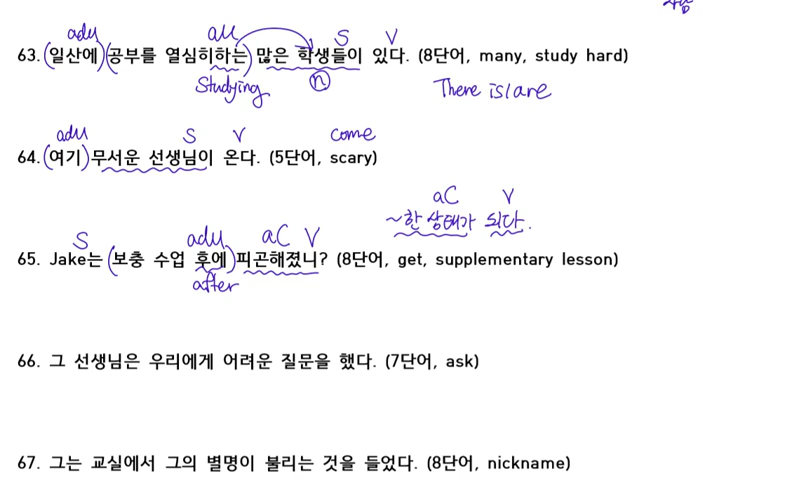 adv aU S V
63. (일산에) (공부를 열심히하는) 많은 학생들이 있다. (8단어, many, study hard)
studying n There is/are
adv S V come
64. (여기) 무서운 선생님이 온다. (5단어, scary)
aC V
~한 상태가 되다.
S adv aC V
65. Jake는 (보충 수업 후에) 피곤해졌니? (8단어, get, supplementary lesson)
after
66. 그 선생님은 우리에게 어려운 질문을 했다. (7단어, ask)
67. 그는 교실에서 그의 별명이 불리는 것을 들었다. (8단어, nickname)